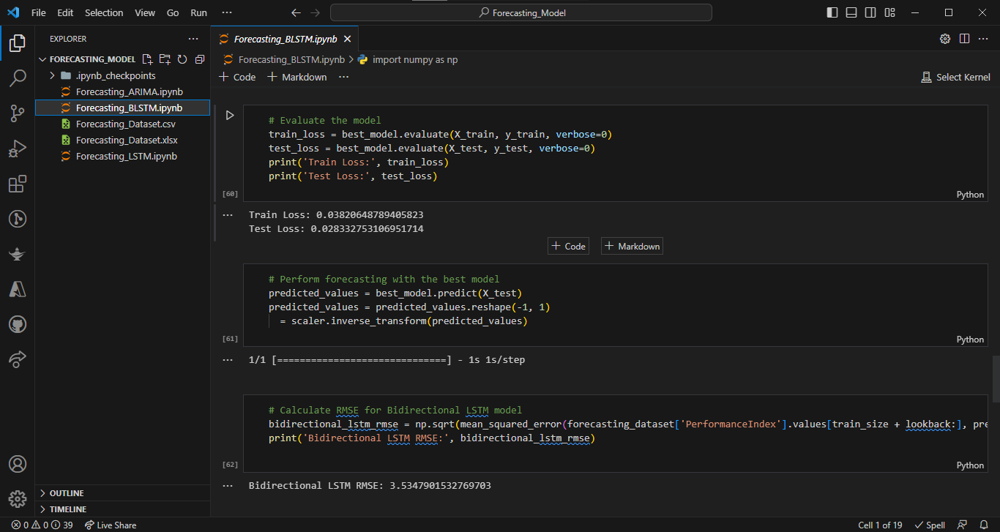 File Edit Selection View Go Run ···
Forecasting_Model
EXPLORER ···
FORECASTING_MODEL
.ipynb_checkpoints
Forecasting_ARIMA.ipynb
Forecasting_BLSTM.ipynb
Forecasting_Dataset.csv
Forecasting_Dataset.xlsx
Forecasting_LSTM.ipynb
OUTLINE
TIMELINE
Forecasting_BLSTM.ipynb
Forecasting_BLSTM.ipynb > import numpy as np
+ Code + Markdown ··· Select Kernel
# Evaluate the model
train_loss = best_model.evaluate(X_train, y_train, verbose=0)
test_loss = best_model.evaluate(X_test, y_test, verbose=0)
print('Train Loss:', train_loss)
print('Test Loss:', test_loss)
[60] Python
··· Train Loss: 0.03820648789405823
Test Loss: 0.028332753106951714
+ Code + Markdown
# Perform forecasting with the best model
predicted_values = best_model.predict(X_test)
predicted_values = predicted_values.reshape(-1, 1)
= scaler.inverse_transform(predicted_values)
[61] Python
··· 1/1 [==============================] - 1s 1s/step
# Calculate RMSE for Bidirectional LSTM model
bidirectional_lstm_rmse = np.sqrt(mean_squared_error(forecasting_dataset['PerformanceIndex'].values[train_size + lookback:], pre
print('Bidirectional LSTM RMSE:', bidirectional_lstm_rmse)
[62] Python
··· Bidirectional LSTM RMSE: 3.5347901532769703
0 0 39 Live Share Cell 1 of 19 Spell